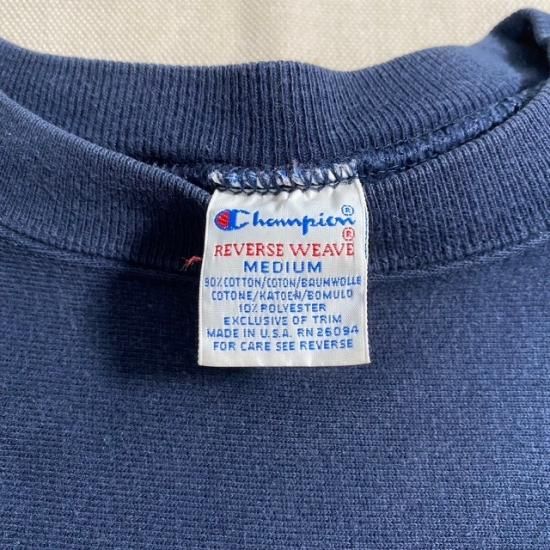 Champion®
REVERSE WEAVE®
MEDIUM
90% COTTON/COTON/BAUMWOLLE
COTONE/KATOEN/BOMULD
10% POLYESTER
EXCLUSIVE OF TRIM
MADE IN U.S.A. RN 26094
FOR CARE SEE REVERSE